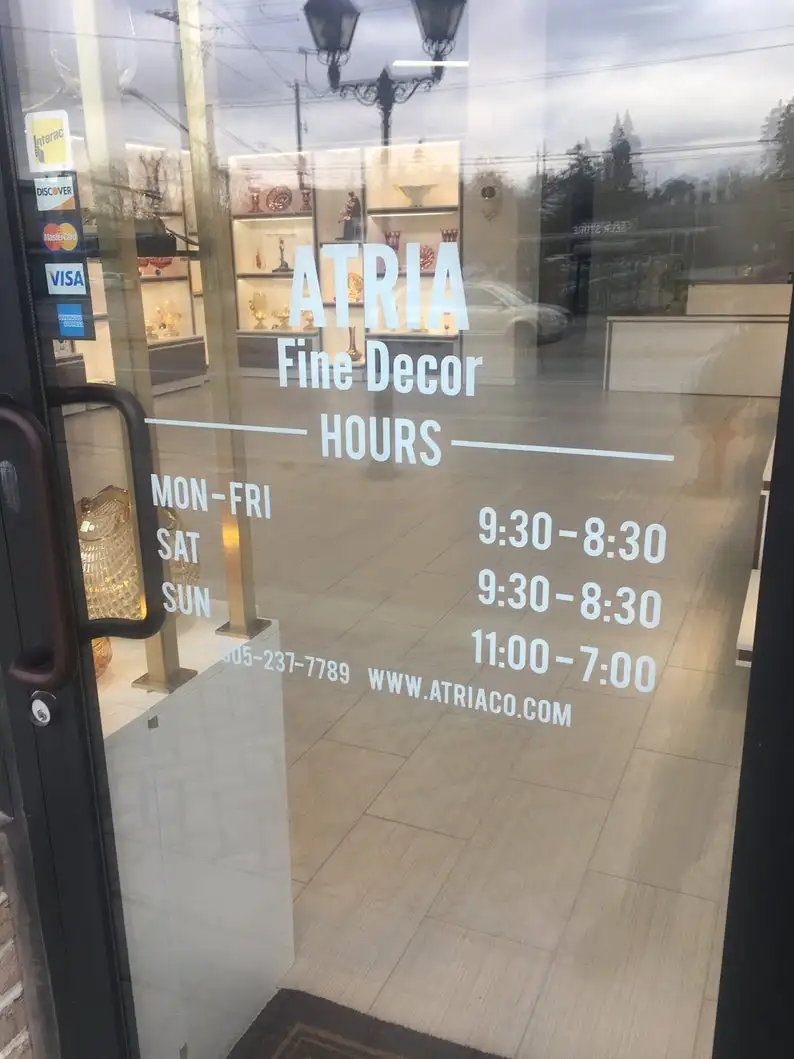 Interac
DISCOVER
MasterCard
VISA
AMERICAN EXPRESS
ATRIA
Fine Decor
HOURS
MON-FRI 9:30-8:30
SAT 9:30-8:30
SUN 11:00-7:00
905-237-7789 WWW.ATRIACO.COM